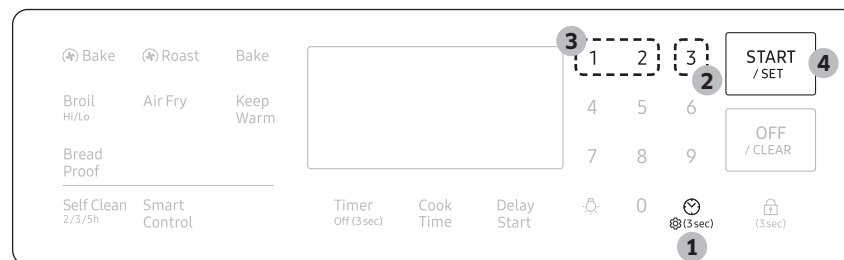 Bake Roast Bake
3 1 2 3 2
START
/ SET
4
Broil
Hi/Lo
Air Fry
Keep
Warm
4 5 6
OFF
/ CLEAR
Bread
Proof
7 8 9
Self Clean
2/3/5h
Smart
Control
Timer
Off (3 sec)
Cook
Time
Delay
Start
0
(3 sec)
(3 sec)
1